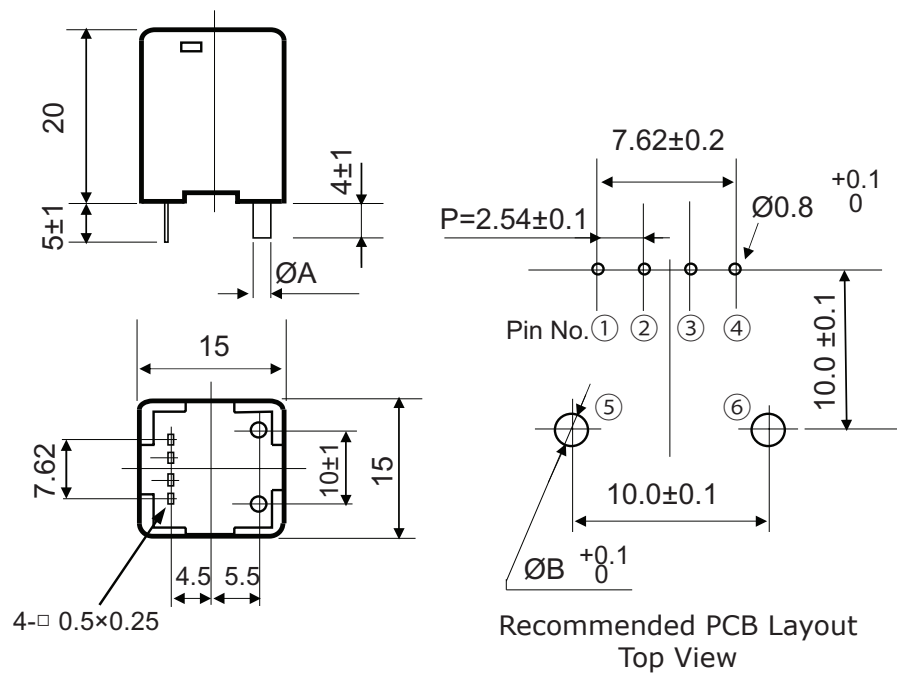 20
5±1
4±1
ØA
15
7.62
10±1
15
4.5
5.5
4-□ 0.5×0.25
7.62±0.2
P=2.54±0.1
Ø0.8 +0.1 0
Pin No. ① ② ③ ④
10.0 ±0.1
⑤ ⑥
10.0±0.1
ØB +0.1 0
Recommended PCB Layout
Top View